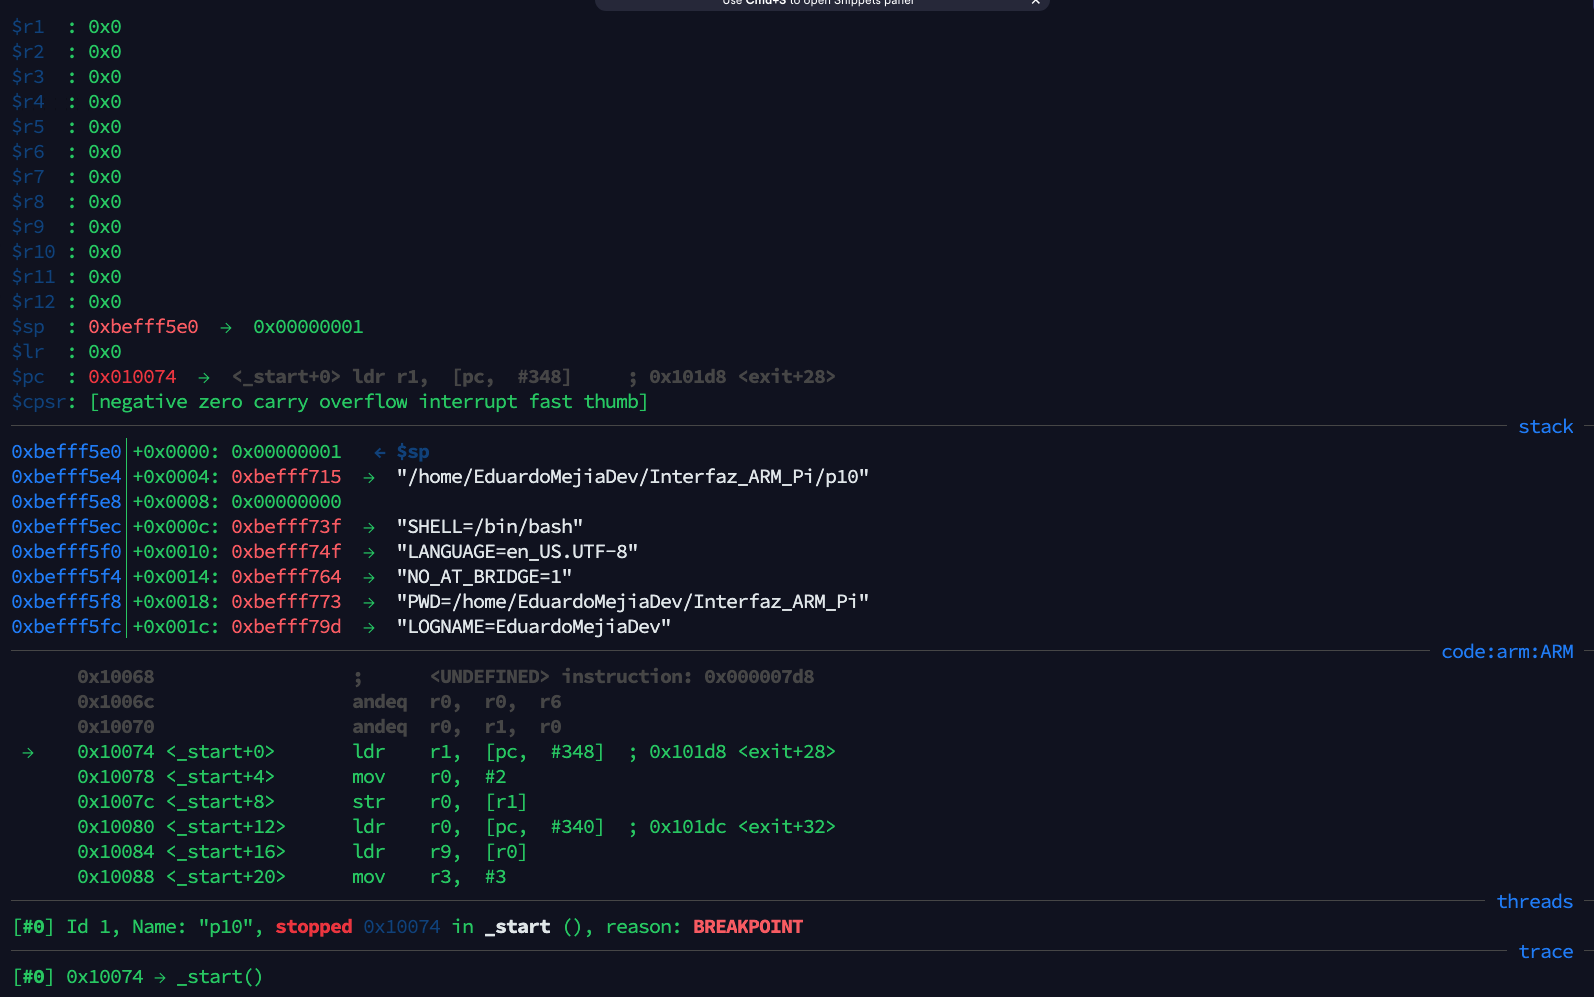 Use Cmd+S to open Snippets panel ×
$r1 : 0x0
$r2 : 0x0
$r3 : 0x0
$r4 : 0x0
$r5 : 0x0
$r6 : 0x0
$r7 : 0x0
$r8 : 0x0
$r9 : 0x0
$r10 : 0x0
$r11 : 0x0
$r12 : 0x0
$sp : 0xbefff5e0 → 0x00000001
$lr : 0x0
$pc : 0x010074 → <_start+0> ldr r1, [pc, #348] ; 0x101d8 <exit+28>
$cpsr: [negative zero carry overflow interrupt fast thumb]
stack
0xbefff5e0│+0x0000: 0x00000001 ← $sp
0xbefff5e4│+0x0004: 0xbefff715 → "/home/EduardoMejiaDev/Interfaz_ARM_Pi/p10"
0xbefff5e8│+0x0008: 0x00000000
0xbefff5ec│+0x000c: 0xbefff73f → "SHELL=/bin/bash"
0xbefff5f0│+0x0010: 0xbefff74f → "LANGUAGE=en_US.UTF-8"
0xbefff5f4│+0x0014: 0xbefff764 → "NO_AT_BRIDGE=1"
0xbefff5f8│+0x0018: 0xbefff773 → "PWD=/home/EduardoMejiaDev/Interfaz_ARM_Pi"
0xbefff5fc│+0x001c: 0xbefff79d → "LOGNAME=EduardoMejiaDev"
code:arm:ARM
0x10068 ; <UNDEFINED> instruction: 0x000007d8
0x1006c andeq r0, r0, r6
0x10070 andeq r0, r1, r0
→ 0x10074 <_start+0> ldr r1, [pc, #348] ; 0x101d8 <exit+28>
0x10078 <_start+4> mov r0, #2
0x1007c <_start+8> str r0, [r1]
0x10080 <_start+12> ldr r0, [pc, #340] ; 0x101dc <exit+32>
0x10084 <_start+16> ldr r9, [r0]
0x10088 <_start+20> mov r3, #3
threads
[#0] Id 1, Name: "p10", stopped 0x10074 in _start (), reason: BREAKPOINT
trace
[#0] 0x10074 → _start()